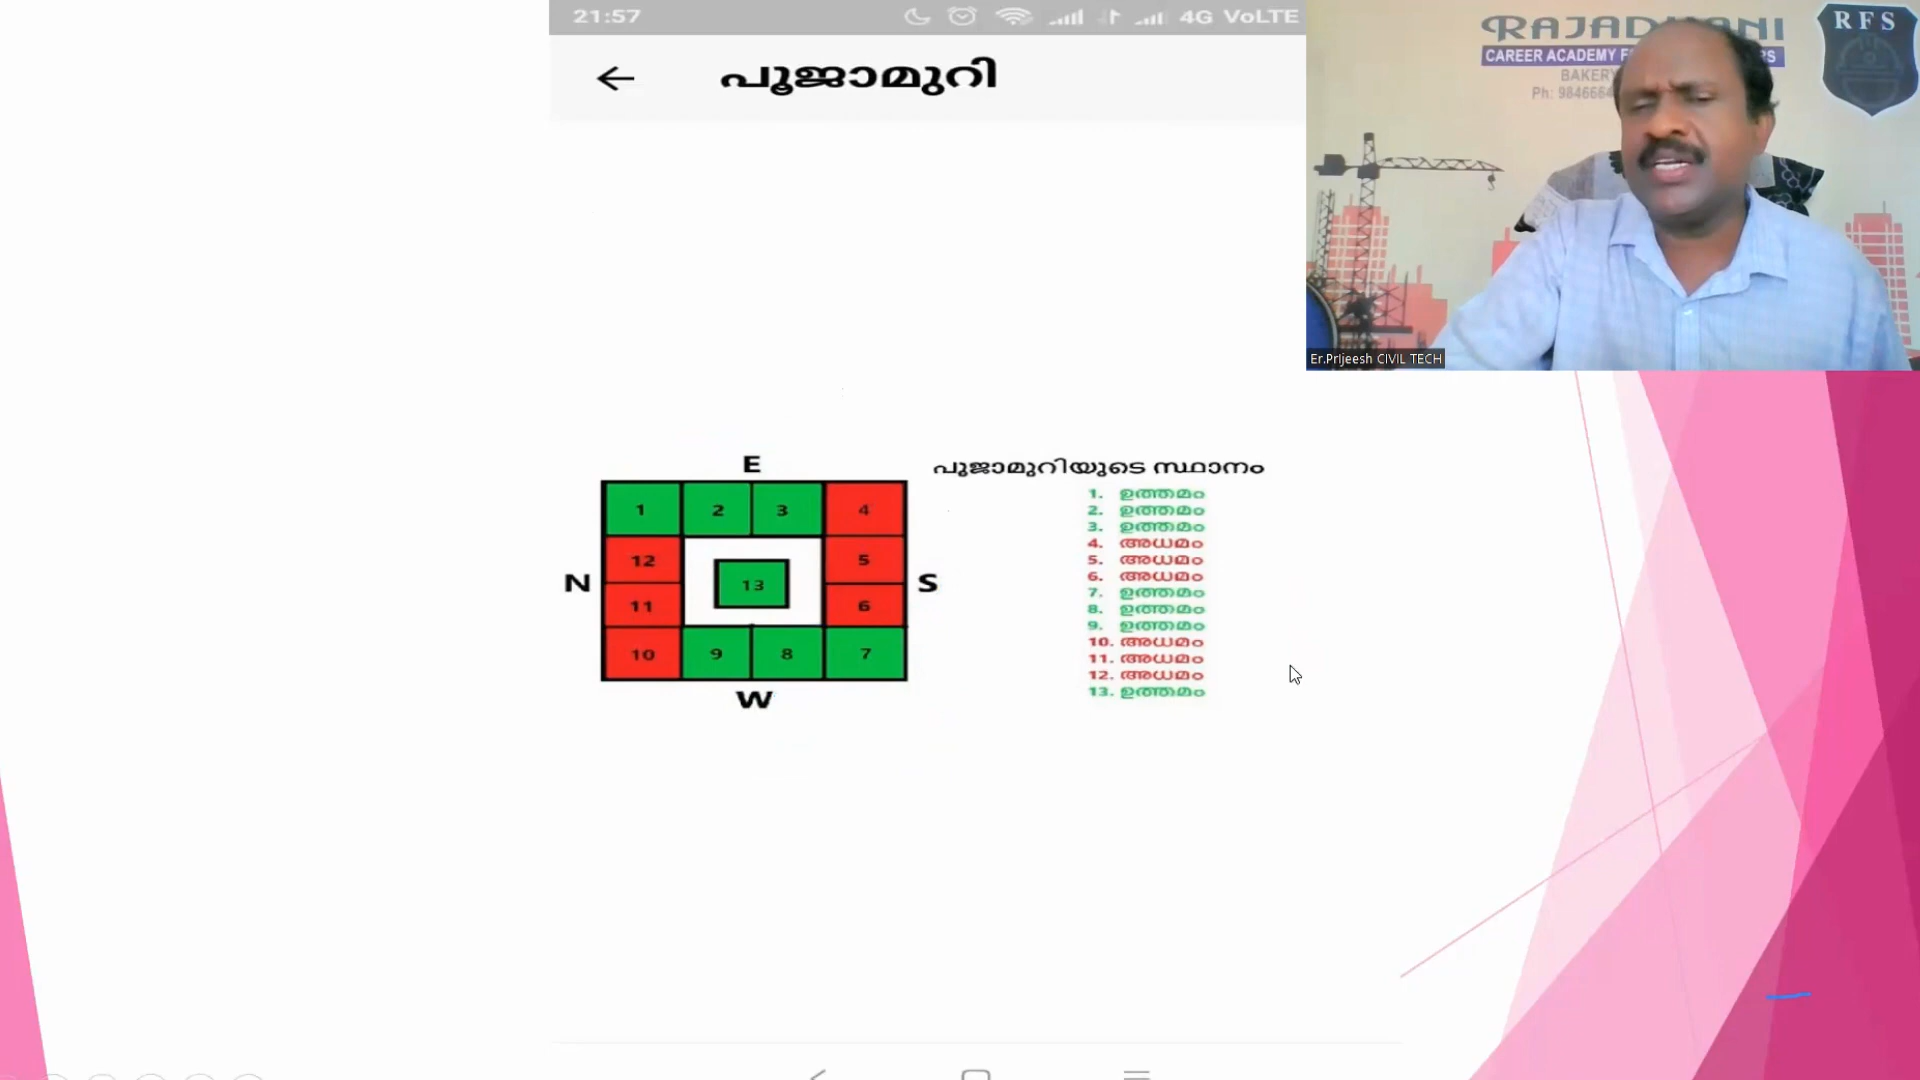 21:57
4G VoLTE
പൂജാമുറി
RAJADHANI
CAREER ACADEMY
BAKERY
Ph: 984666
RFS
Er.Prijeesh CIVIL TECH
E
1 2 3 4
12 5
N 13 S
11 6
10 9 8 7
W
പൂജാമുറിയുടെ സ്ഥാനം
1. ഉത്തമം
2. ഉത്തമം
3. ഉത്തമം
4. അധമം
5. അധമം
6. അധമം
7. ഉത്തമം
8. ഉത്തമം
9. ഉത്തമം
10. അധമം
11. അധമം
12. അധമം
13. ഉത്തമം